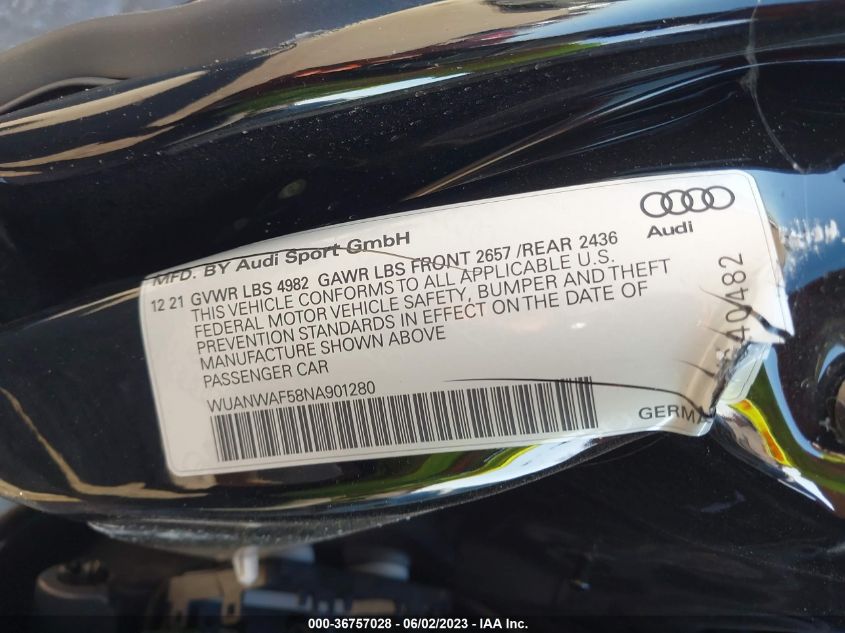 Audi
MFD. BY Audi Sport GmbH
12 21 GVWR LBS 4982 GAWR LBS FRONT 2657 /REAR 2436
THIS VEHICLE CONFORMS TO ALL APPLICABLE U.S.
FEDERAL MOTOR VEHICLE SAFETY, BUMPER AND THEFT
PREVENTION STANDARDS IN EFFECT ON THE DATE OF
MANUFACTURE SHOWN ABOVE
PASSENGER CAR
WUANWAF58NA901280
000-36757028 - 06/02/2023 - IAA Inc.